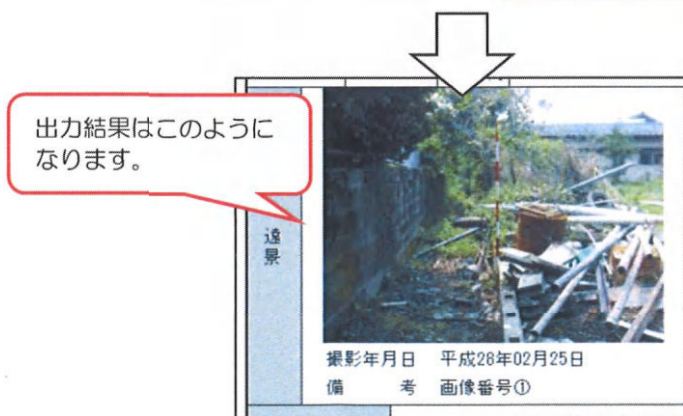 出力結果はこのように
なります。
遠景
撮影年月日 平成28年02月25日
備 考 画像番号①